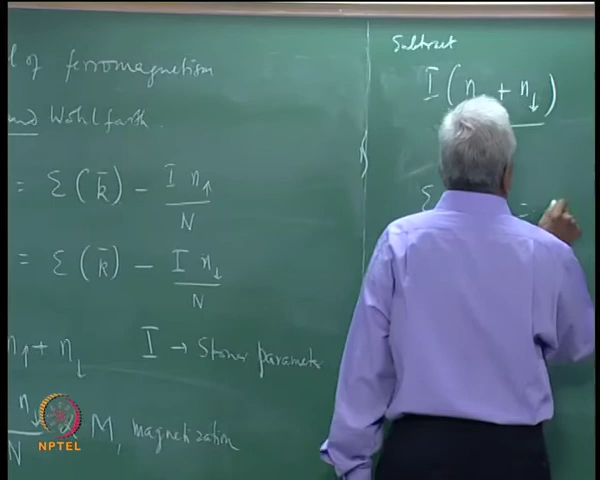 of ferromagnetism
and Wohlfarth
= Ɛ(k̄) - I n↑ / N
= Ɛ(k̄) - I n↓ / N
n↑ + n↓ I → Stoner parameter
n↓ / N M, magnetization
Subtract
I (n + n↓)
=
NPTEL